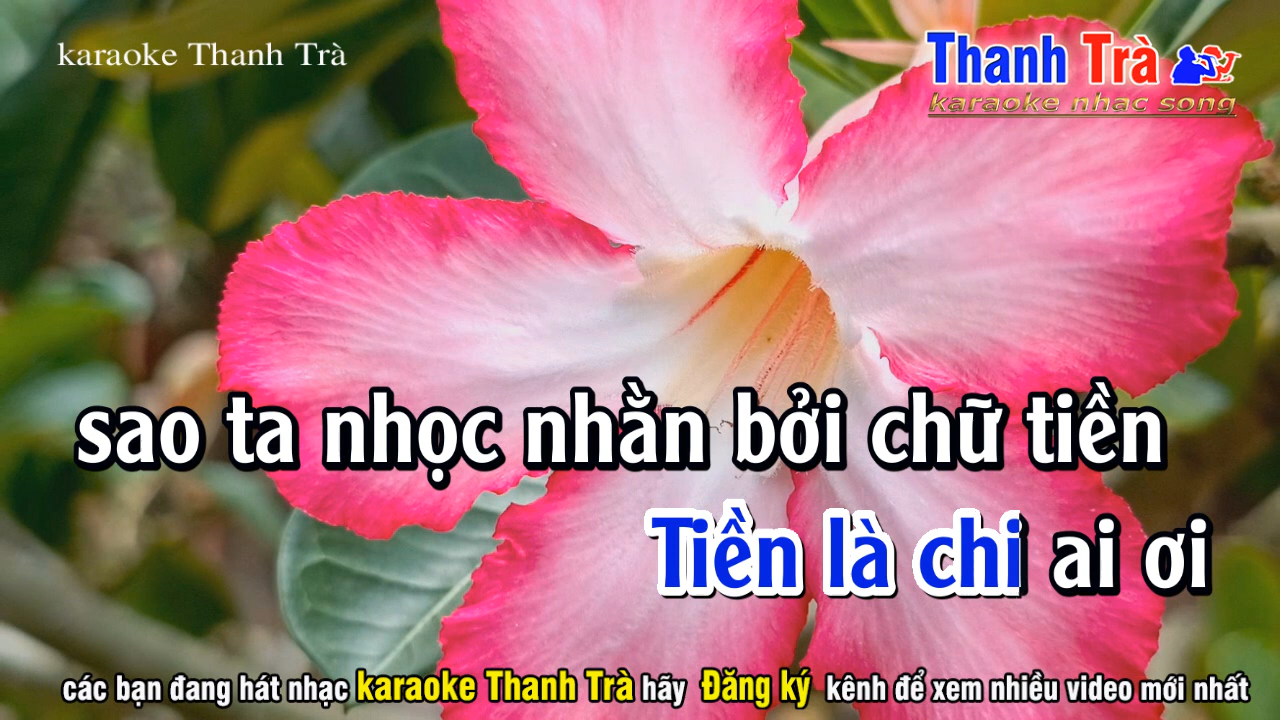 karaoke Thanh Trà
Thanh Trà
karaoke nhac song
sao ta nhọc nhằn bởi chữ tiền
Tiền là chi ai ơi
các bạn đang hát nhạc karaoke Thanh Trà hãy Đăng ký kênh để xem nhiều video mới nhất